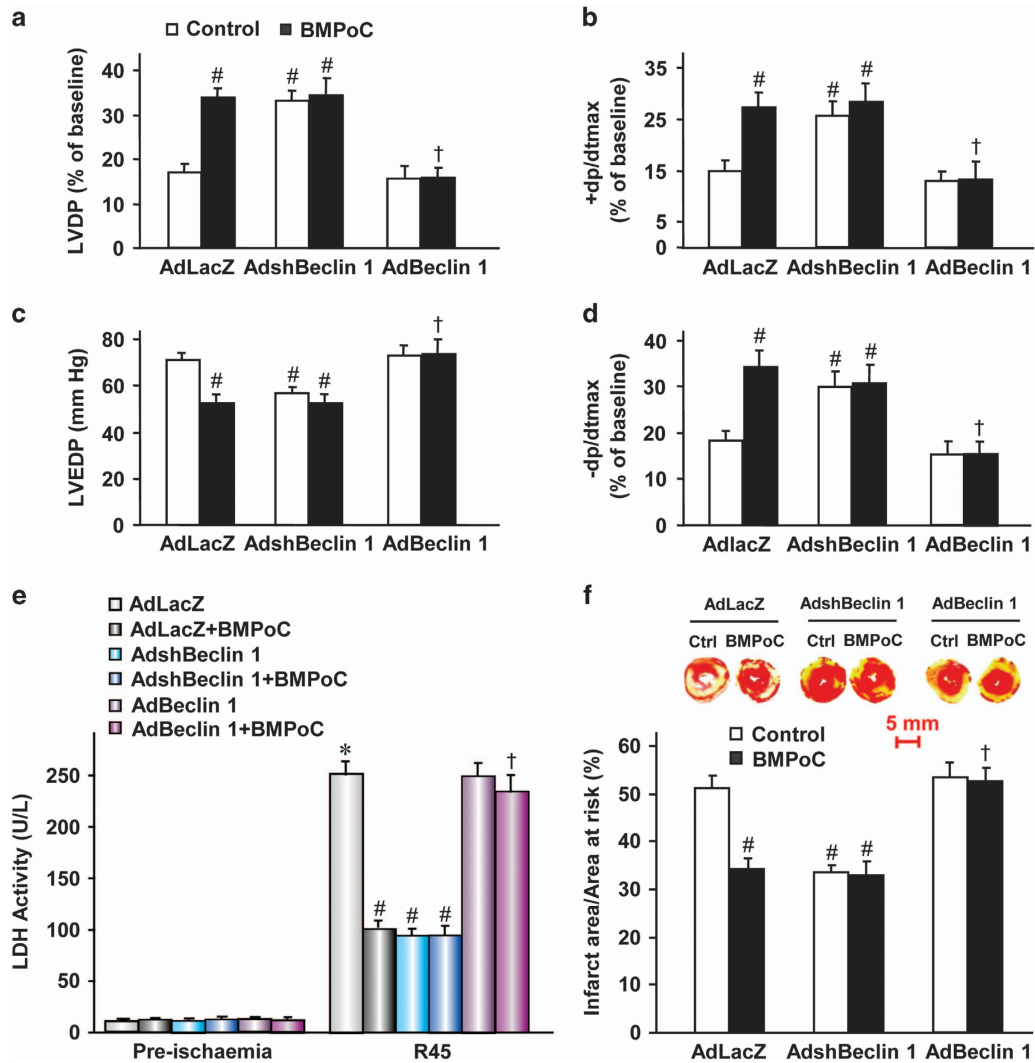 a
Control BMPoC
LVDP (% of baseline)
40
30
20
10
0
# # # †
AdLacZ AdshBeclin 1 AdBeclin 1
b
+dp/dtmax
(% of baseline)
35
25
15
5
0
# # # †
AdLacZ AdshBeclin 1 AdBeclin 1
c
LVEDP (mm Hg)
80
60
40
20
0
# # # †
AdLacZ AdshBeclin 1 AdBeclin 1
d
-dp/dtmax
(% of baseline)
40
30
20
10
0
# # # †
AdlacZ AdshBeclin 1 AdBeclin 1
e
AdLacZ
AdLacZ+BMPoC
AdshBeclin 1
AdshBeclin 1+BMPoC
AdBeclin 1
AdBeclin 1+BMPoC
LDH Activity (U/L)
250
200
150
100
50
0
* # # # †
Pre-ischaemia R45
f
AdLacZ AdshBeclin 1 AdBeclin 1
Ctrl BMPoC Ctrl BMPoC Ctrl BMPoC
5 mm
Control
BMPoC
Infarct area/Area at risk (%)
60
50
50
30
50
10
0
# # # †
AdLacZ AdshBeclin 1 AdBeclin 1